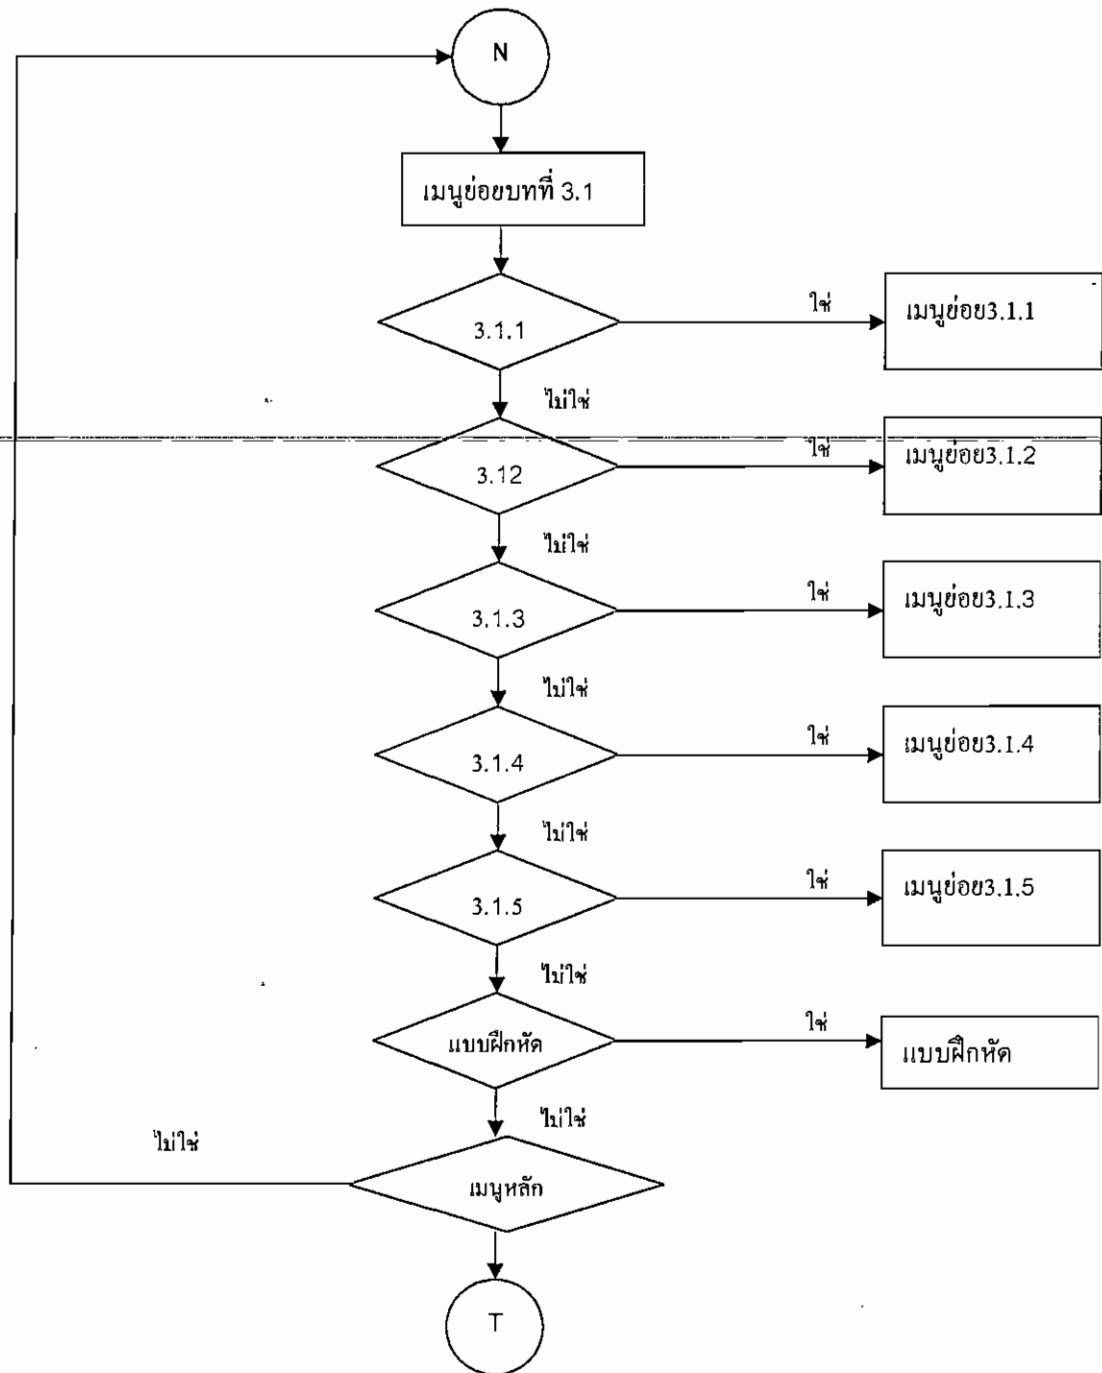 N
เมนูย่อยบทที่ 3.1
3.1.1
ใช่
เมนูย่อย3.1.1
ไม่ใช่
3.12
ใช่
เมนูย่อย3.1.2
ไม่ใช่
3.1.3
ใช่
เมนูย่อย3.1.3
ไม่ใช่
3.1.4
ใช่
เมนูย่อย3.1.4
ไม่ใช่
3.1.5
ใช่
เมนูย่อย3.1.5
ไม่ใช่
แบบฝึกหัด
ใช่
แบบฝึกหัด
ไม่ใช่
ไม่ใช่
เมนูหลัก
T